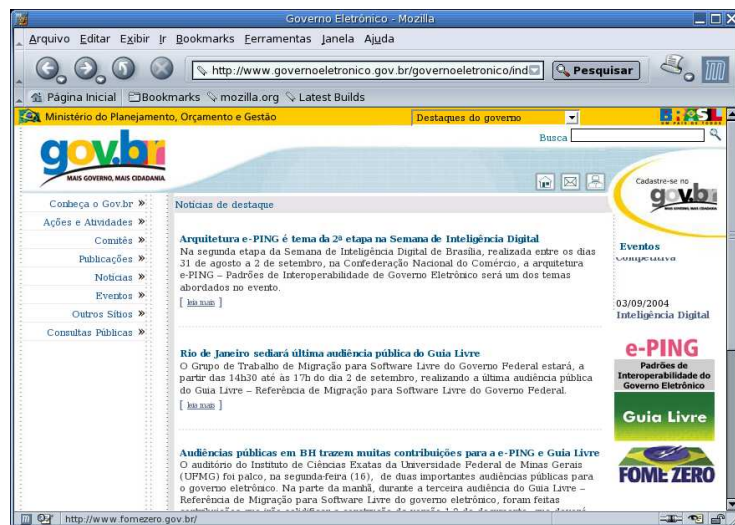 Governo Eletrônico - Mozilla
Arquivo Editar Exibir Ir Bookmarks Ferramentas Janela Ajuda
http://www.governoeletronico.gov.br/governoeletronico/ind
Pesquisar
Página Inicial Bookmarks mozilla.org Latest Builds
Ministério do Planejamento, Orçamento e Gestão
Destaques do governo
BRASIL
Busca
gov.br
MAIS GOVERNO, MAIS CIDADANIA
Cadastre-se no
gov.br
Conheça o Gov.br »
Ações e Atividades »
Comitês »
Publicações »
Notícias »
Eventos »
Outros Sítios »
Consultas Públicas »
Notícias de destaque
Arquitetura e-PING é tema da 2ª etapa na Semana de Inteligência Digital
Na segunda etapa da Semana de Inteligência Digital de Brasília, realizada entre os dias
31 de agosto a 2 de setembro, na Confederação Nacional do Comércio, a arquitetura
e-PING – Padrões de Interoperabilidade de Governo Eletrônico será um dos temas
abordados no evento.
[ leia mais ]
Rio de Janeiro sediará última audiência pública do Guia Livre
O Grupo de Trabalho de Migração para Software Livre do Governo Federal estará, a
partir das 14h30 até às 17h do dia 2 de setembro, realizando a última audiência pública
do Guia Livre – Referência de Migração para Software Livre do Governo Federal.
[ leia mais ]
Audiências públicas em BH trazem muitas contribuições para a e-PING e Guia Livre
O auditório do Instituto de Ciências Exatas da Universidade Federal de Minas Gerais
(UFMG) foi palco, na segunda-feira (16), de duas importantes audiências públicas para
o governo eletrônico. Na parte da manhã, durante a terceira audiência do Guia Livre –
Referência de Migração para Software Livre do governo eletrônico, foram feitas
Eventos
Competitiva
03/09/2004
Inteligência Digital
e-PING
Padrões de
Interoperabilidade do
Governo Eletrônico
Guia Livre
FOME ZERO
http://www.fomezero.gov.br/